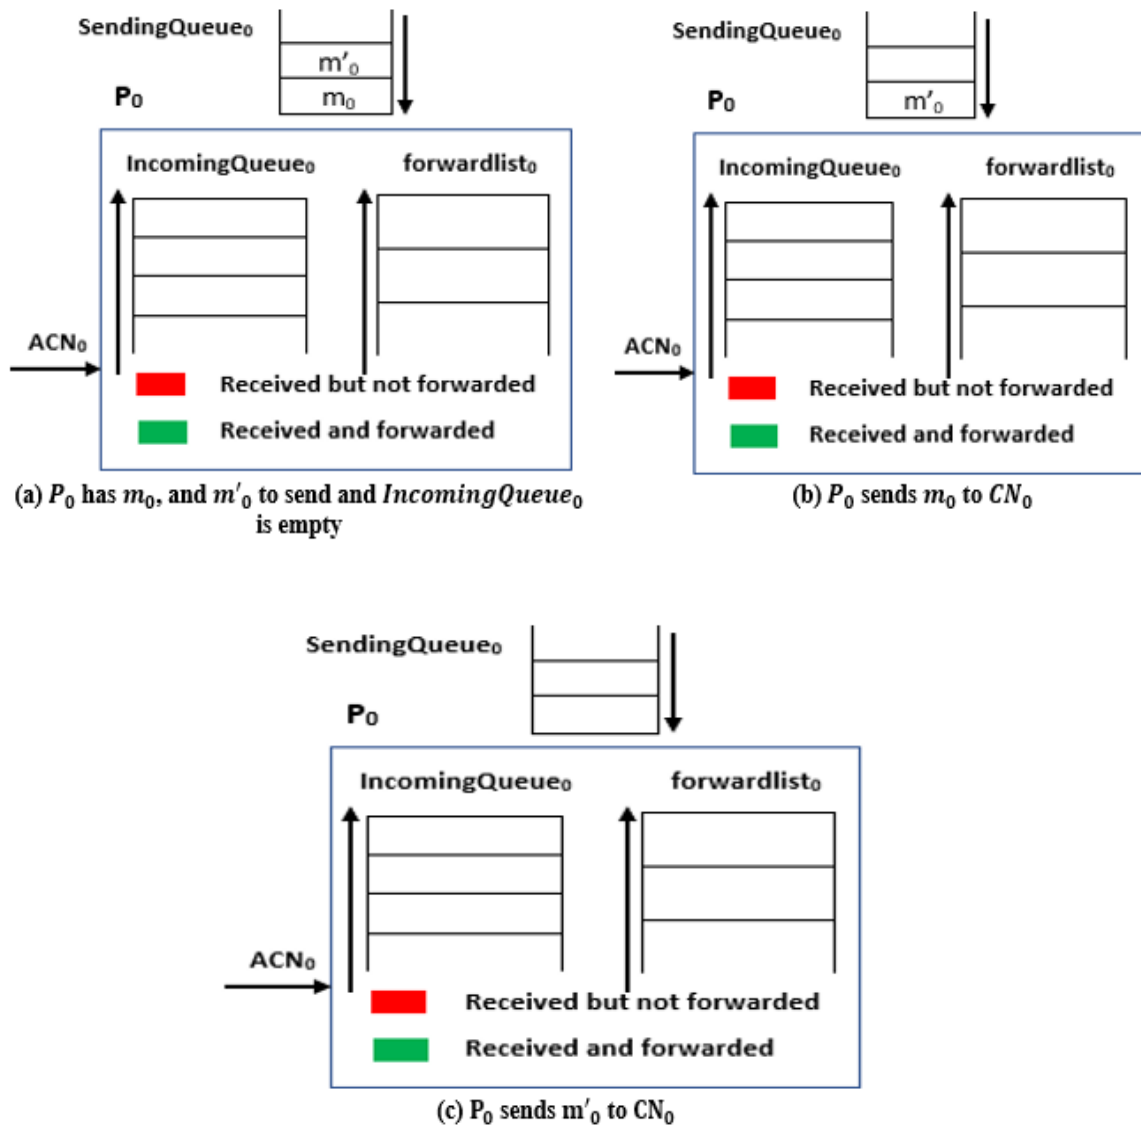 SendingQueue₀
m′₀
m₀
P₀
IncomingQueue₀ forwardlist₀
ACN₀
Received but not forwarded
Received and forwarded
(a) P₀ has m₀, and m′₀ to send and IncomingQueue₀
is empty
SendingQueue₀
m′₀
P₀
IncomingQueue₀ forwardlist₀
ACN₀
Received but not forwarded
Received and forwarded
(b) P₀ sends m₀ to CN₀
SendingQueue₀
P₀
IncomingQueue₀ forwardlist₀
ACN₀
Received but not forwarded
Received and forwarded
(c) P₀ sends m′₀ to CN₀